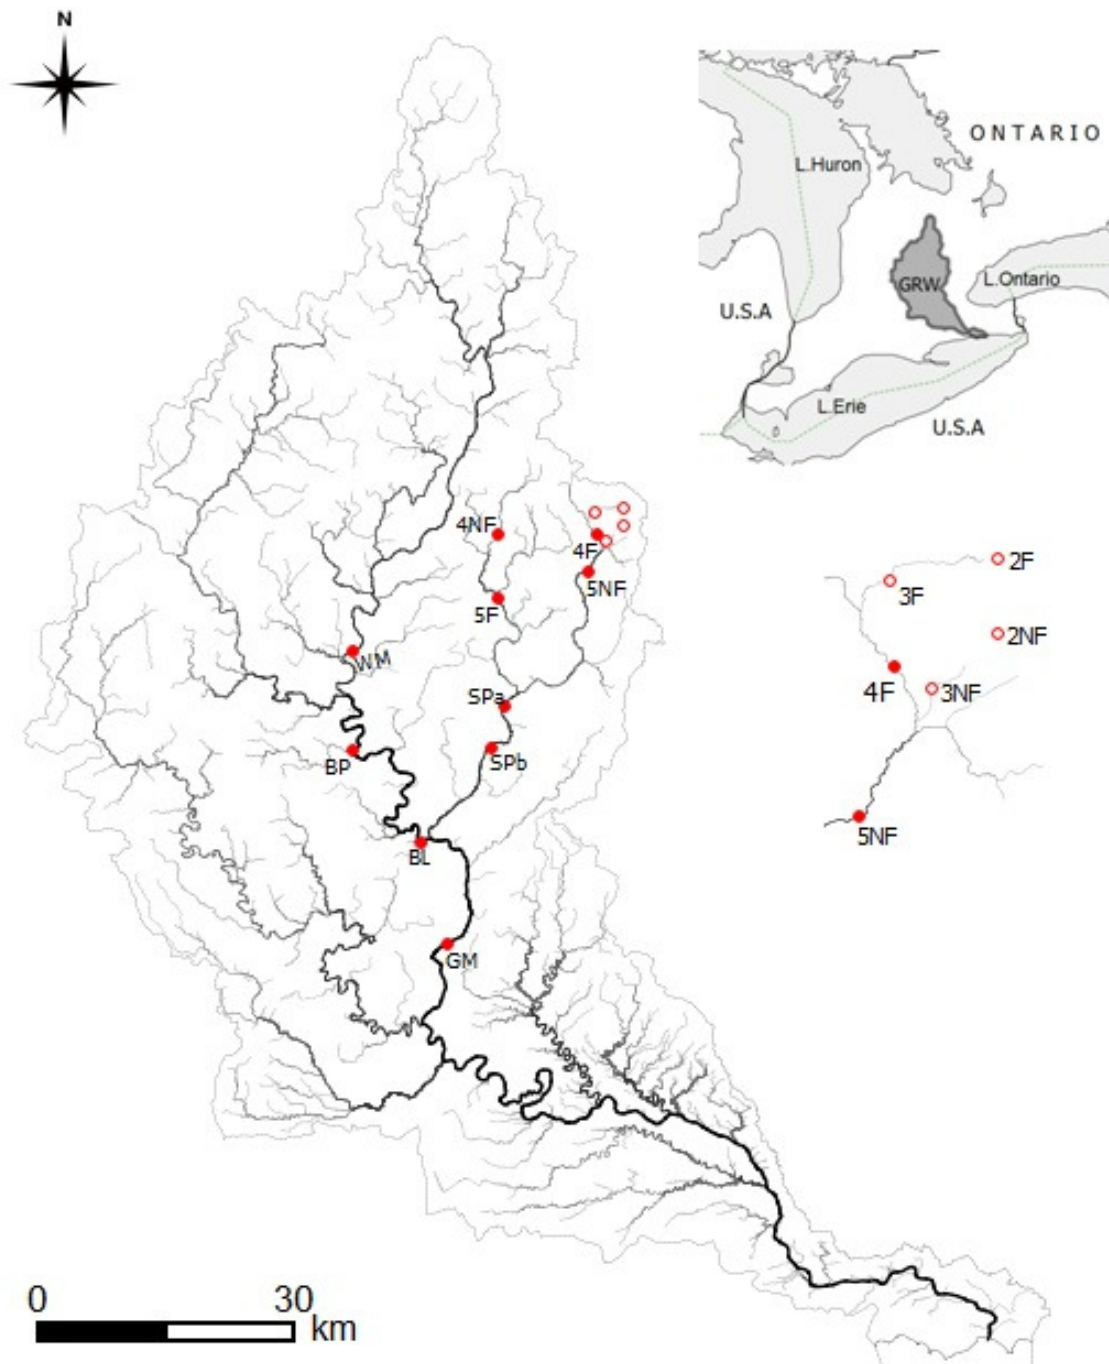 N
ONTARIO
L.Huron
GRW
L.Ontario
U.S.A
L.Erie
U.S.A
4NF
4F
5NF
5F
WM
SPa
SPb
BP
BL
GM
2F
3F
2NF
4F
3NF
5NF
0 30
km